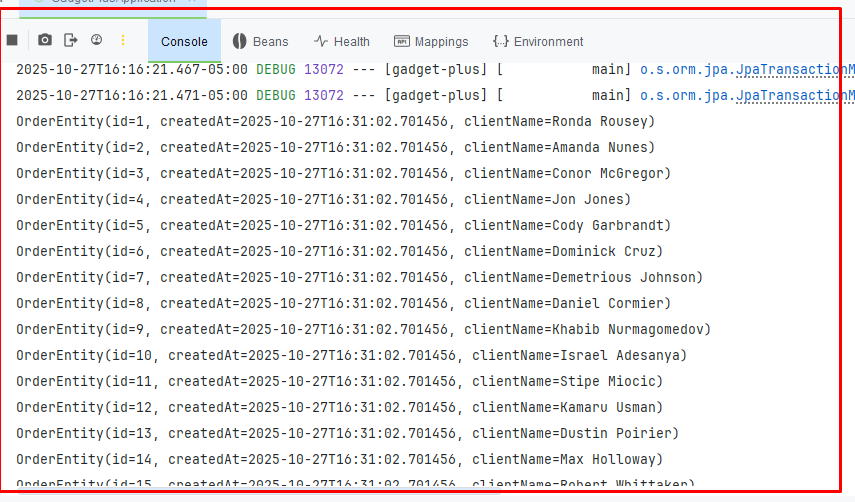 GadgetPlusApplication
Console Beans Health Mappings Environment
2025-10-27T16:16:21.467-05:00 DEBUG 13072 --- [gadget-plus] [ main] o.s.orm.jpa.JpaTransactionM
2025-10-27T16:16:21.471-05:00 DEBUG 13072 --- [gadget-plus] [ main] o.s.orm.jpa.JpaTransactionM
OrderEntity(id=1, createdAt=2025-10-27T16:31:02.701456, clientName=Ronda Rousey)
OrderEntity(id=2, createdAt=2025-10-27T16:31:02.701456, clientName=Amanda Nunes)
OrderEntity(id=3, createdAt=2025-10-27T16:31:02.701456, clientName=Conor McGregor)
OrderEntity(id=4, createdAt=2025-10-27T16:31:02.701456, clientName=Jon Jones)
OrderEntity(id=5, createdAt=2025-10-27T16:31:02.701456, clientName=Cody Garbrandt)
OrderEntity(id=6, createdAt=2025-10-27T16:31:02.701456, clientName=Dominick Cruz)
OrderEntity(id=7, createdAt=2025-10-27T16:31:02.701456, clientName=Demetrious Johnson)
OrderEntity(id=8, createdAt=2025-10-27T16:31:02.701456, clientName=Daniel Cormier)
OrderEntity(id=9, createdAt=2025-10-27T16:31:02.701456, clientName=Khabib Nurmagomedov)
OrderEntity(id=10, createdAt=2025-10-27T16:31:02.701456, clientName=Israel Adesanya)
OrderEntity(id=11, createdAt=2025-10-27T16:31:02.701456, clientName=Stipe Miocic)
OrderEntity(id=12, createdAt=2025-10-27T16:31:02.701456, clientName=Kamaru Usman)
OrderEntity(id=13, createdAt=2025-10-27T16:31:02.701456, clientName=Dustin Poirier)
OrderEntity(id=14, createdAt=2025-10-27T16:31:02.701456, clientName=Max Holloway)
OrderEntity(id=15, createdAt=2025-10-27T16:31:02.701456, clientName=Robert Whittaker)